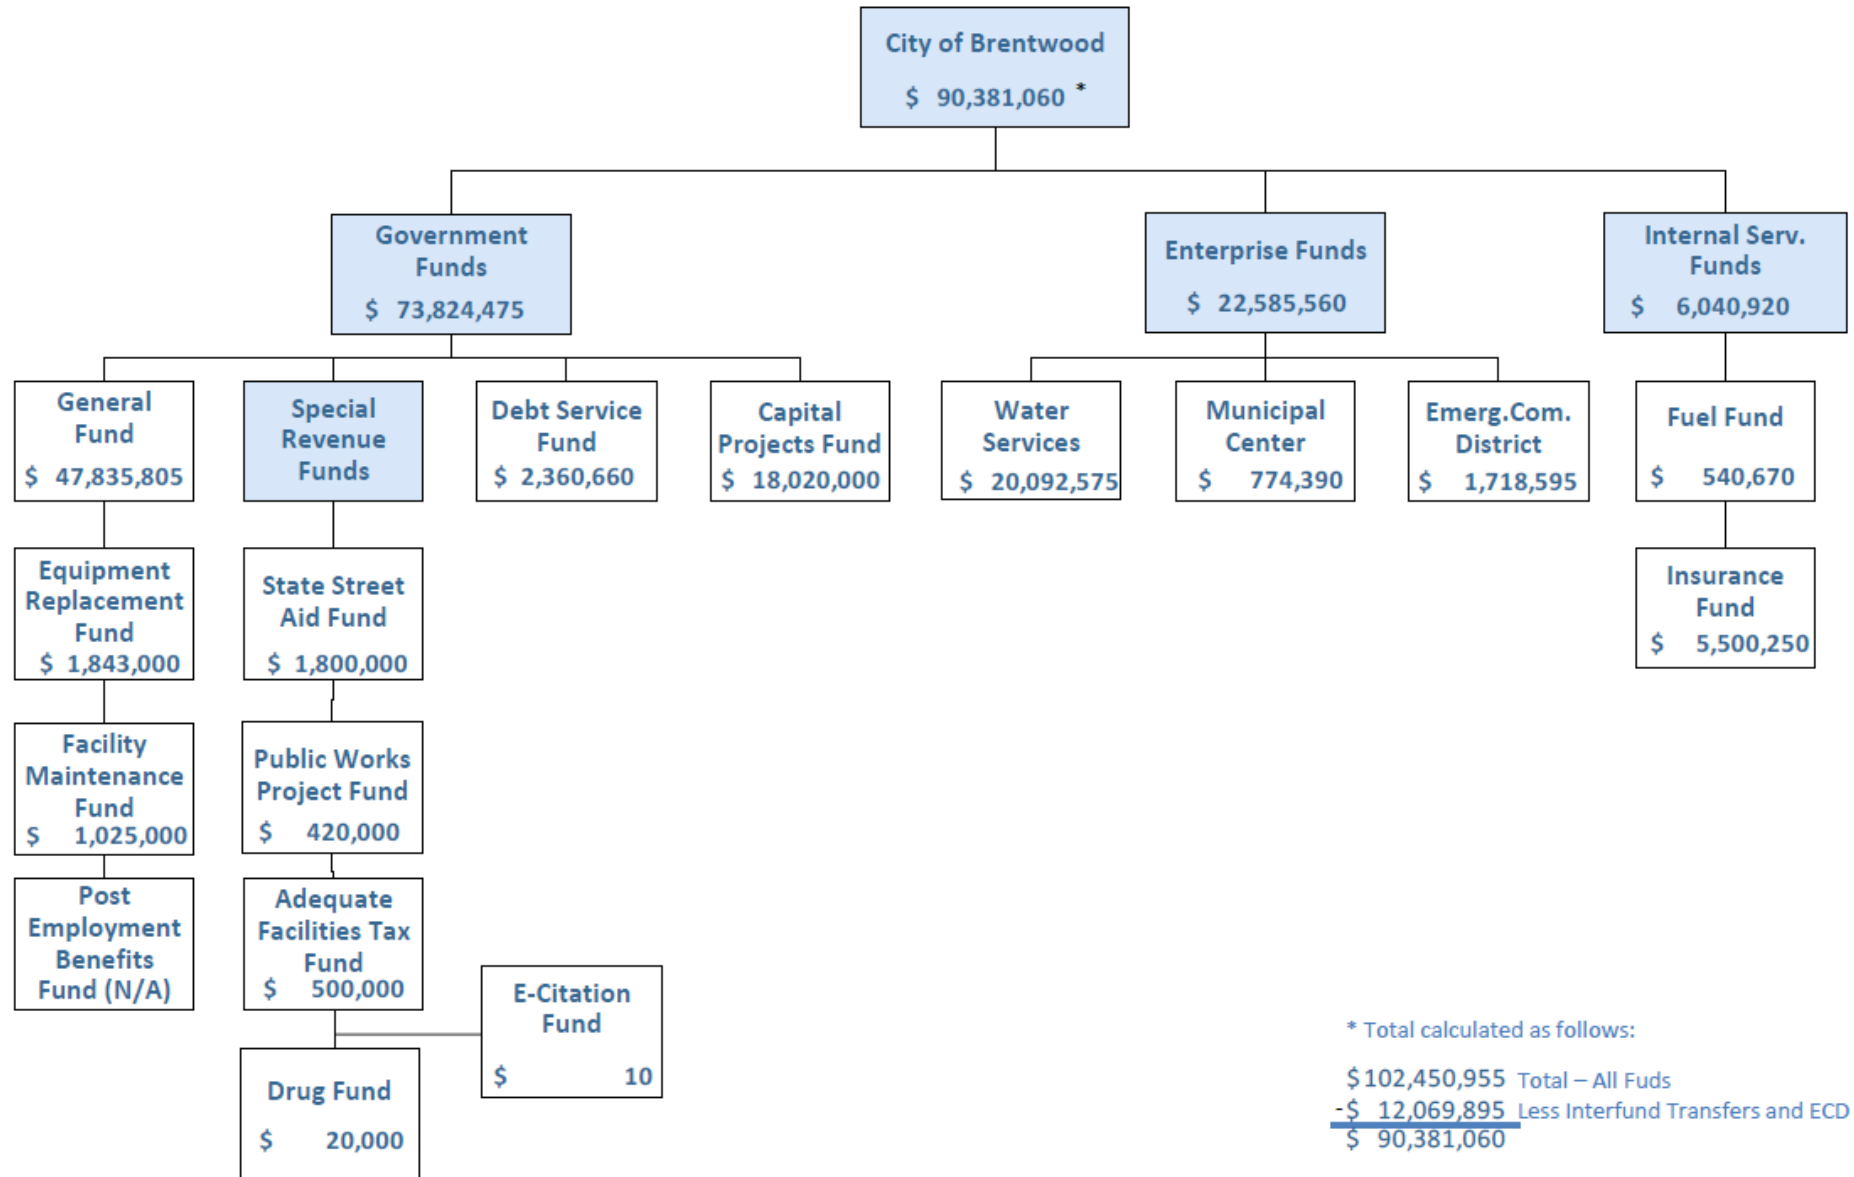 City of Brentwood
$ 90,381,060 *
Government
Funds
$ 73,824,475
Enterprise Funds
$ 22,585,560
Internal Serv.
Funds
$ 6,040,920
General
Fund
$ 47,835,805
Special
Revenue
Funds
Debt Service
Fund
$ 2,360,660
Capital
Projects Fund
$ 18,020,000
Water
Services
$ 20,092,575
Municipal
Center
$ 774,390
Emerg.Com.
District
$ 1,718,595
Fuel Fund
$ 540,670
Equipment
Replacement
Fund
$ 1,843,000
State Street
Aid Fund
$ 1,800,000
Insurance
Fund
$ 5,500,250
Facility
Maintenance
Fund
$ 1,025,000
Public Works
Project Fund
$ 420,000
Post
Employment
Benefits
Fund (N/A)
Adequate
Facilities Tax
Fund
$ 500,000
E-Citation
Fund
$ 10
Drug Fund
$ 20,000
* Total calculated as follows:
$102,450,955 Total – All Fuds
-$ 12,069,895 Less Interfund Transfers and ECD
$ 90,381,060